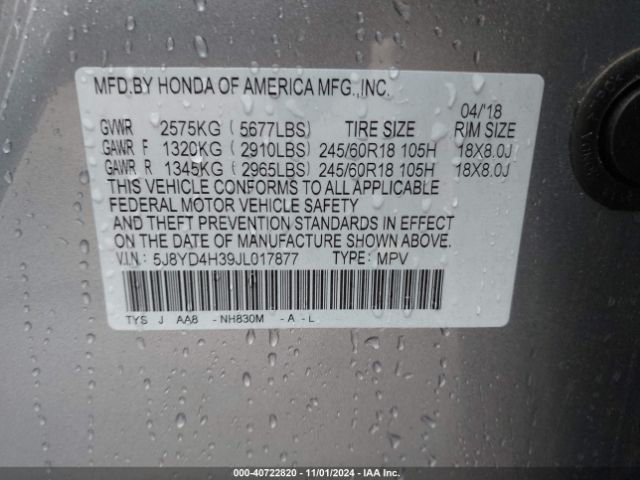 MFD.BY HONDA OF AMERICA MFG.,INC.
04/'18
GVWR 2575KG ( 5677LBS) TIRE SIZE RIM SIZE
GAWR F 1320KG ( 2910LBS) 245/60R18 105H 18X8.0J
GAWR R 1345KG ( 2965LBS) 245/60R18 105H 18X8.0J
THIS VEHICLE CONFORMS TO ALL APPLICABLE
FEDERAL MOTOR VEHICLE SAFETY
AND THEFT PREVENTION STANDARDS IN EFFECT
ON THE DATE OF MANUFACTURE SHOWN ABOVE.
V.I.N.: 5J8YD4H39JL017877 TYPE: MPV
TYS J AA8 - NH830M - A - L
000-40722820 - 11/01/2024 - IAA Inc.